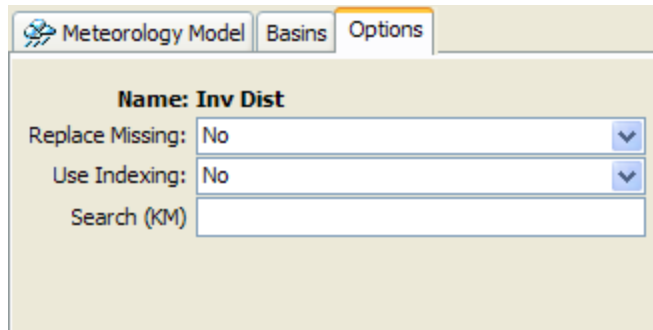 Meteorology Model Basins Options
Name: Inv Dist
Replace Missing: No
Use Indexing: No
Search (KM)